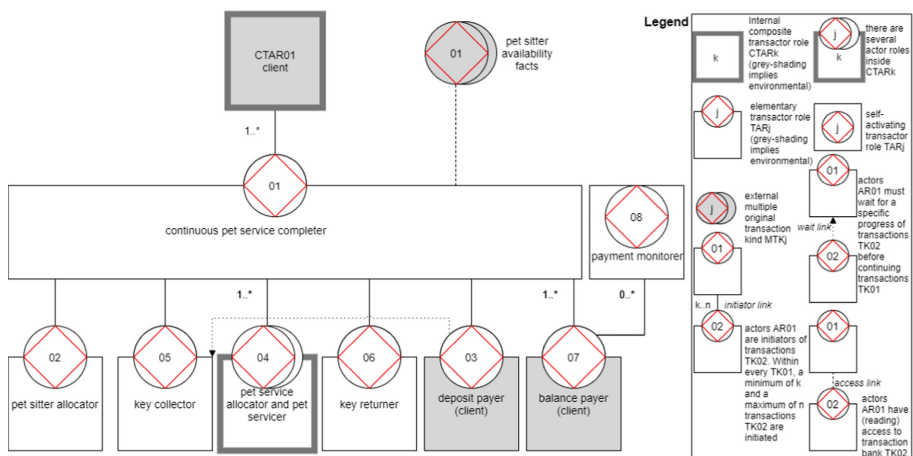 CTAR01
client
01
pet sitter
availability
facts
1..*
01
continuous pet service completer
08
payment monitorer
1..*
1..*
0..*
02
05
04
06
03
07
pet sitter allocator
key collector
pet service
allocator and pet
servicer
key returner
deposit payer
(client)
balance payer
(client)
Legend
k
Internal
composite
transactor role
CTARk
(grey-shading
implies
environmental)
j
k
there are
several
actor roles
inside
CTARk
j
elementary
transactor role
TARj
(grey-shading
implies
environmental)
j
self-
activating
transactor
role TARj
j
external
multiple
original
transaction
kind MTKj
01
wait link
02
actors
AR01 must
wait for a
specific
progress of
transactions
TK02
before
continuing
transactions
TK01
01
k..n
initiator link
02
actors AR01
are initiators of
transactions
TK02. Within
every TK01, a
minimum of k
and a
maximum of n
transactions
TK02 are
initiated
01
access link
02
actors
AR01 have
(reading)
access to
transaction
bank TK02